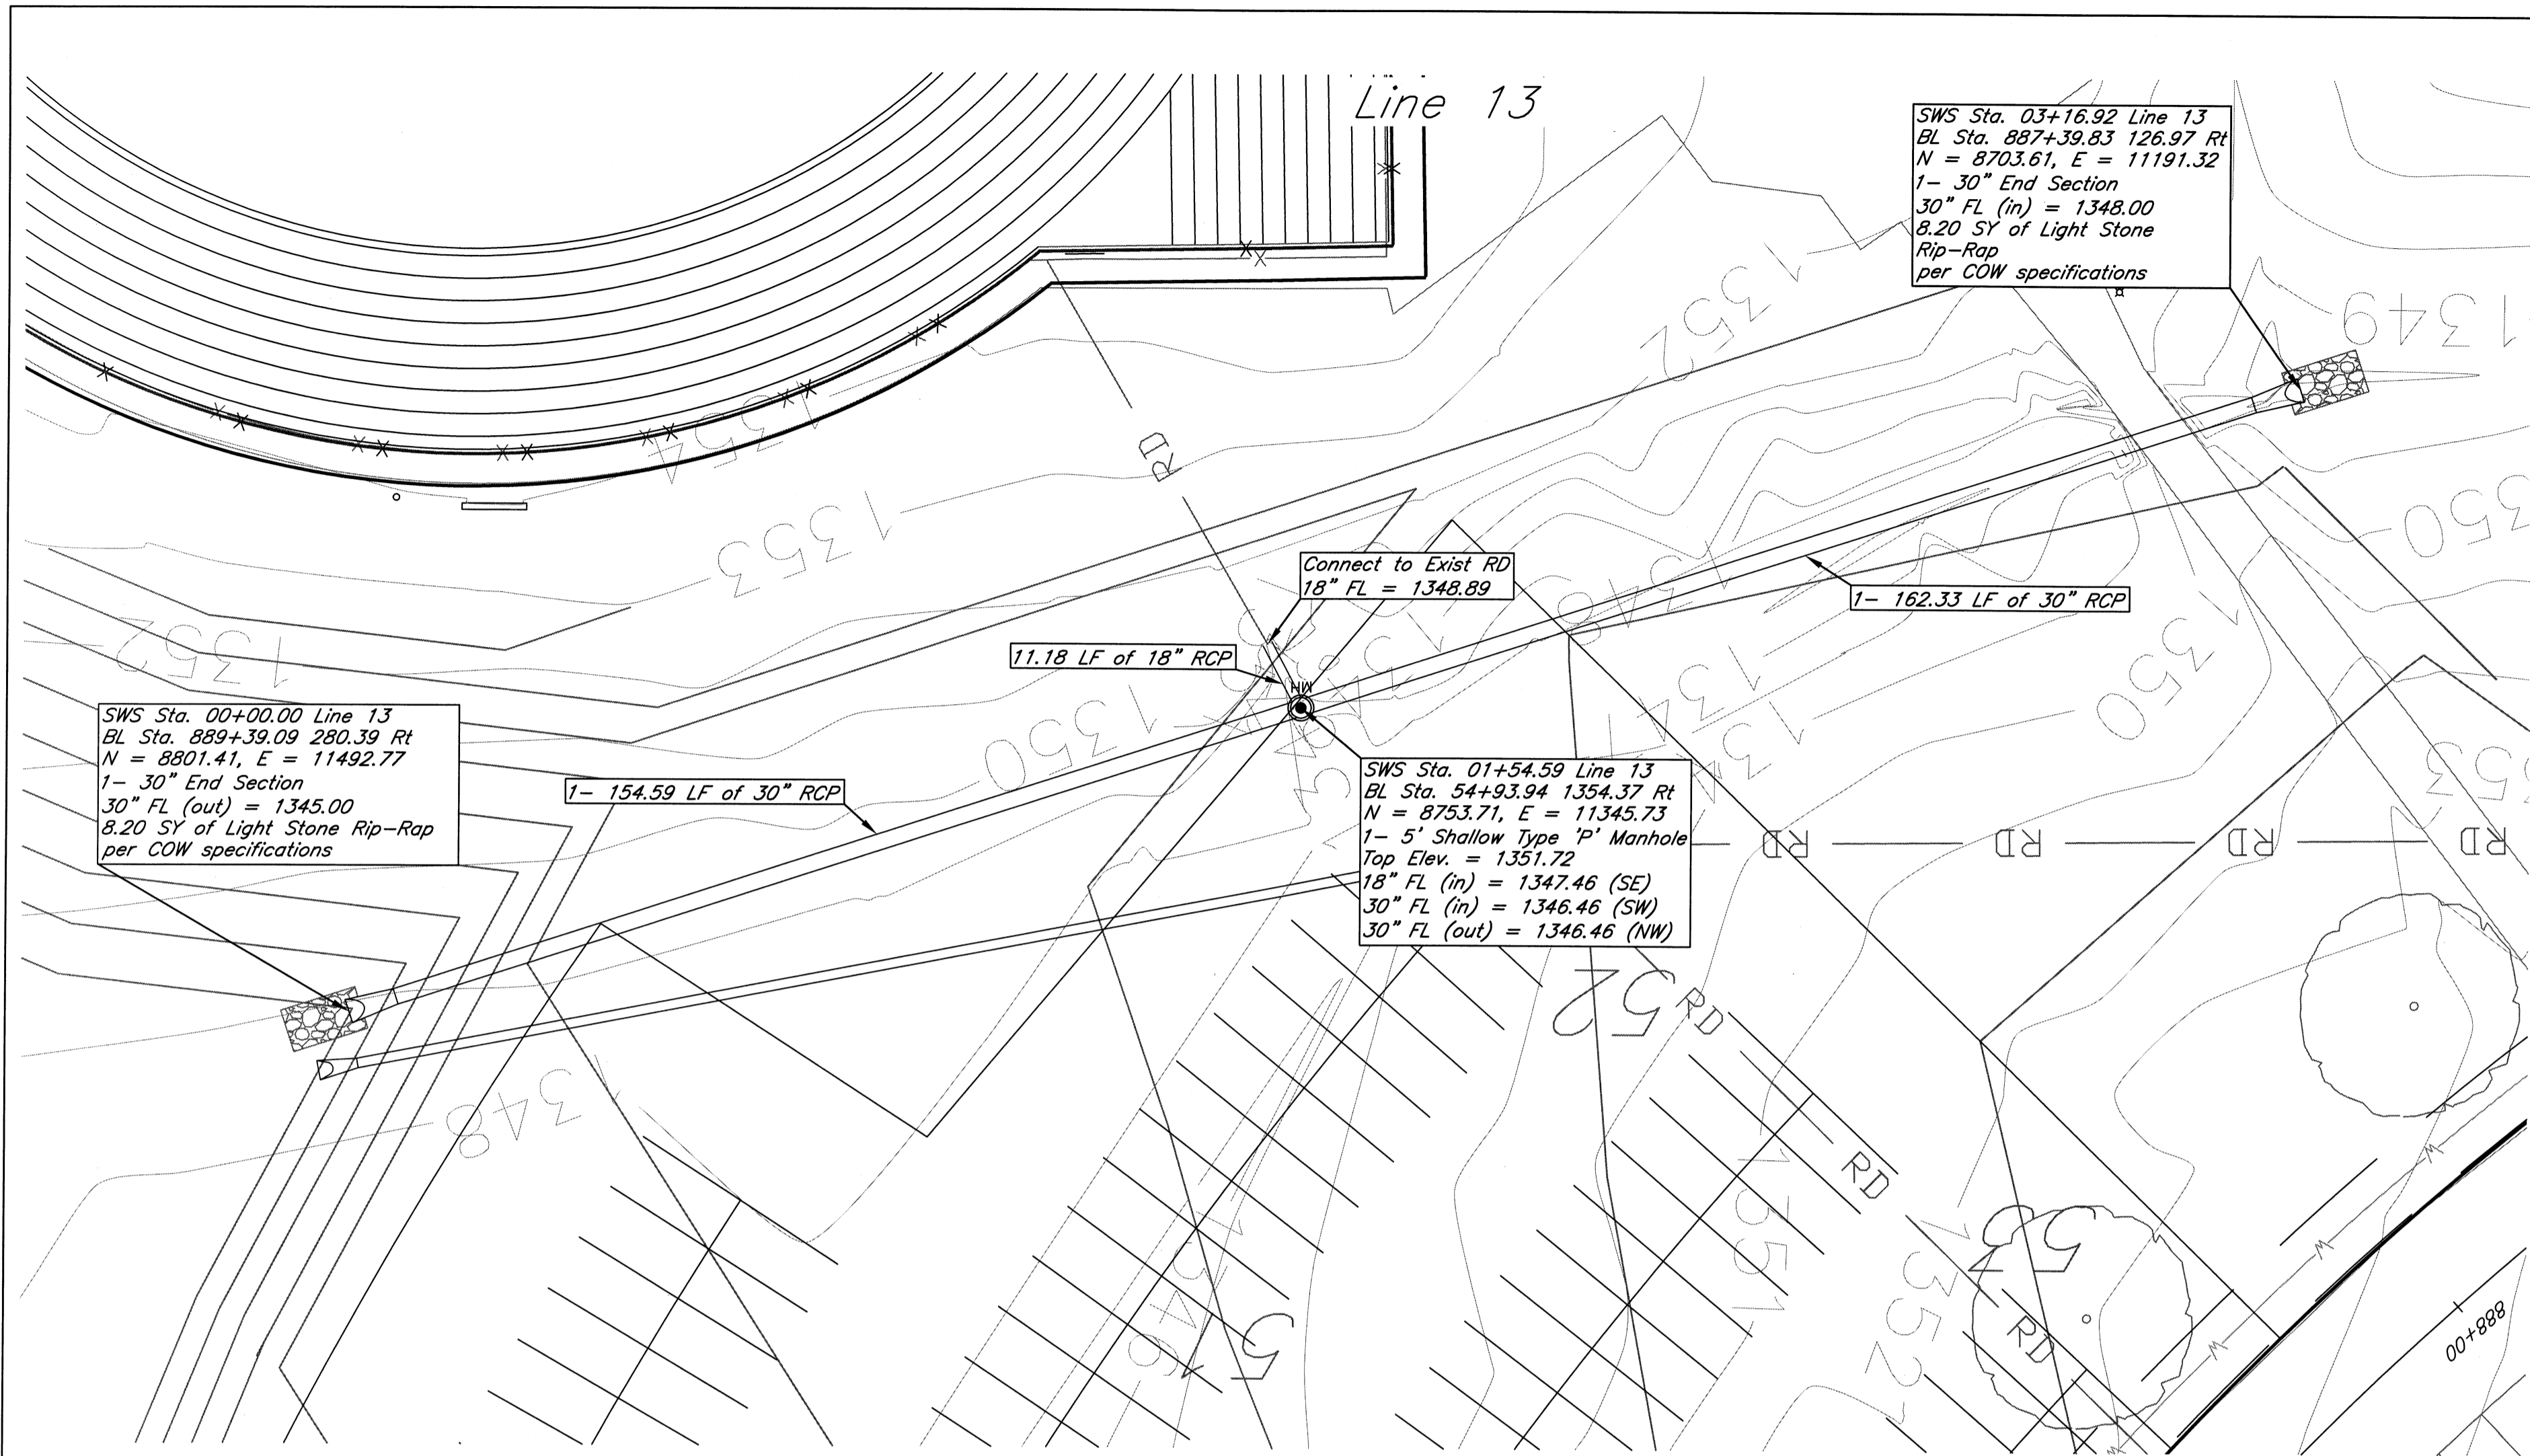 Line 13
SWS Sta. 03+16.92 Line 13
BL Sta. 887+39.83 126.97 Rt
N = 8703.61, E = 11191.32
1- 30" End Section
30" FL (in) = 1348.00
8.20 SY of Light Stone
Rip-Rap
per COW specifications
1352
1349
1354
RD
1353
1350
Connect to Exist RD
18" FL = 1348.89
1- 162.33 LF of 30" RCP
11.18 LF of 18" RCP
MH
1352
1350
1350
SWS Sta. 00+00.00 Line 13
BL Sta. 889+39.09 280.39 Rt
N = 8801.41, E = 11492.77
1- 30" End Section
30" FL (out) = 1345.00
8.20 SY of Light Stone Rip-Rap
per COW specifications
1- 154.59 LF of 30" RCP
SWS Sta. 01+54.59 Line 13
BL Sta. 54+93.94 1354.37 Rt
N = 8753.71, E = 11345.73
1- 5' Shallow Type 'P' Manhole
Top Elev. = 1351.72
18" FL (in) = 1347.46 (SE)
30" FL (in) = 1346.46 (SW)
30" FL (out) = 1346.46 (NW)
RD
RD
RD
RD
52
RD
1348
RD
1351
1352
53
RD
1346
51
W
W
W
W
888+00